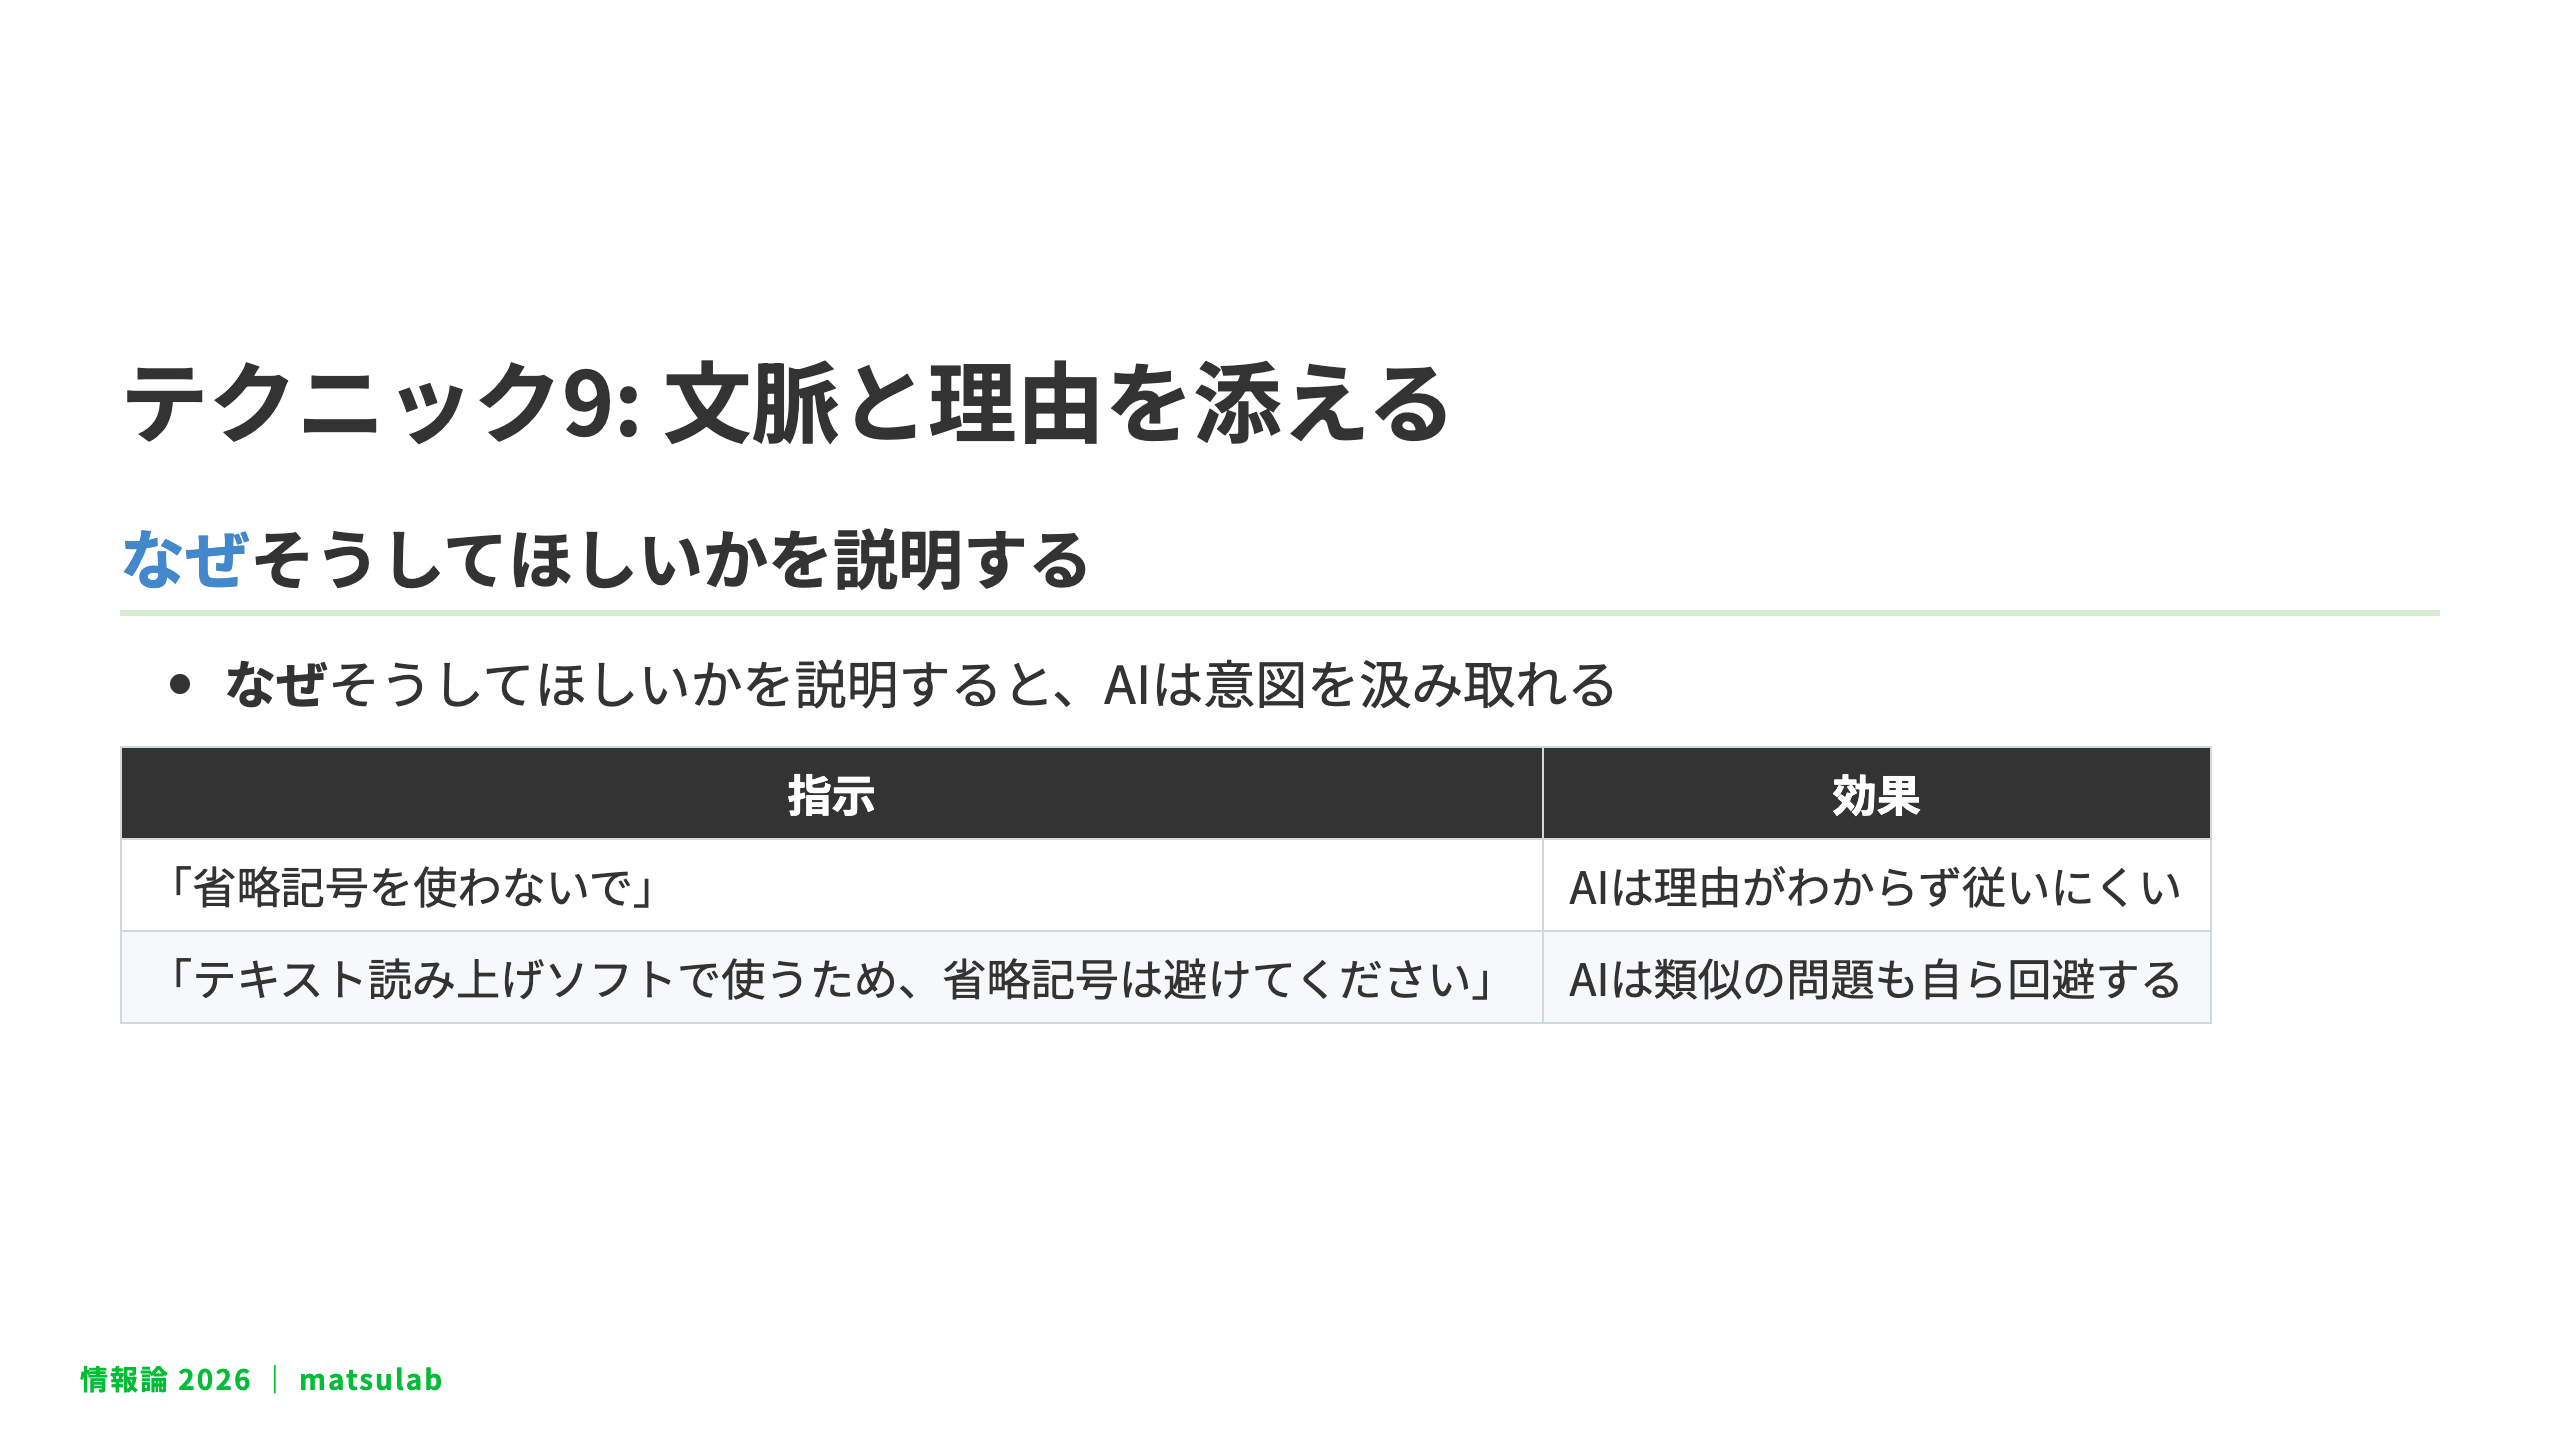 テクニック9: 文脈と理由を添える
なぜそうしてほしいかを説明する
• なぜそうしてほしいかを説明すると、AIは意図を汲み取れる
指示 効果
「省略記号を使わないで」 AIは理由がわからず従いにくい
「テキスト読み上げソフトで使うため、省略記号は避けてください」 AIは類似の問題も自ら回避する
情報論 2026 | matsulab